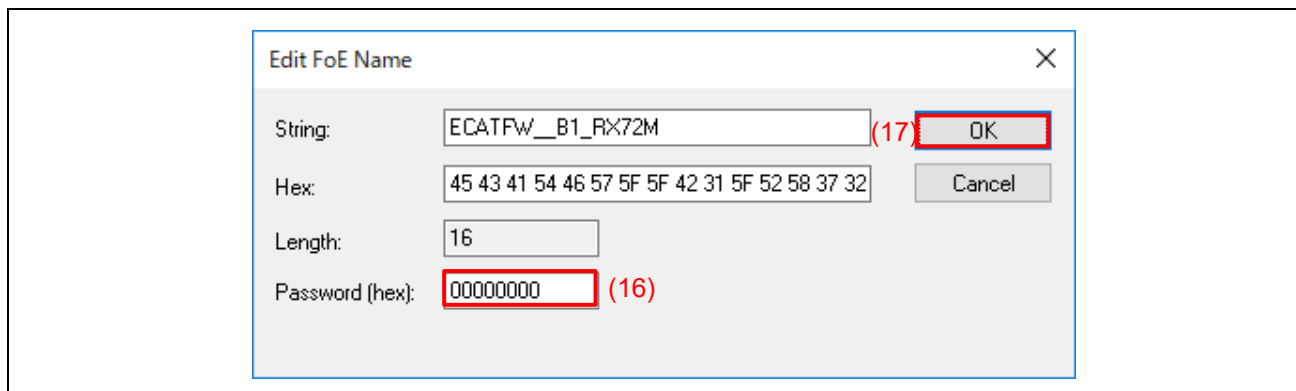 Edit FoE Name
String: ECATFW__B1_RX72M (17) OK
Hex: 45 43 41 54 46 57 5F 5F 42 31 5F 52 58 37 32 Cancel
Length: 16
Password (hex): 00000000 (16)